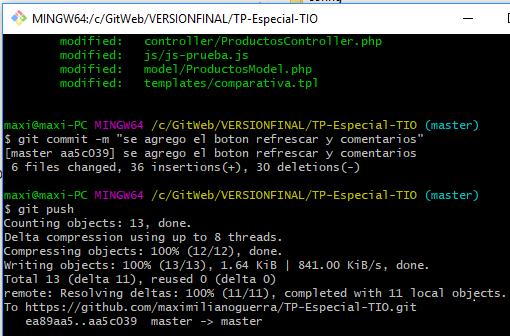 MINGW64:/c/GitWeb/VERSIONFINAL/TP-Especial-TIO
modified: controller/ProductosController.php
modified: js/js-prueba.js
modified: model/ProductosModel.php
modified: templates/comparativa.tpl
maxi@maxi-PC MINGW64 /c/GitWeb/VERSIONFINAL/TP-Especial-TIO (master)
$ git commit -m "se agrego el boton refrescar y comentarios"
[master aa5c039] se agrego el boton refrescar y comentarios
6 files changed, 36 insertions(+), 30 deletions(-)
maxi@maxi-PC MINGW64 /c/GitWeb/VERSIONFINAL/TP-Especial-TIO (master)
$ git push
Counting objects: 13, done.
Delta compression using up to 8 threads.
Compressing objects: 100% (12/12), done.
Writing objects: 100% (13/13), 1.64 KiB | 841.00 KiB/s, done.
Total 13 (delta 11), reused 0 (delta 0)
remote: Resolving deltas: 100% (11/11), completed with 11 local objects.
To https://github.com/maximilianoguerra/TP-Especial-TIO.git
ea89aa5..aa5c039 master -> master